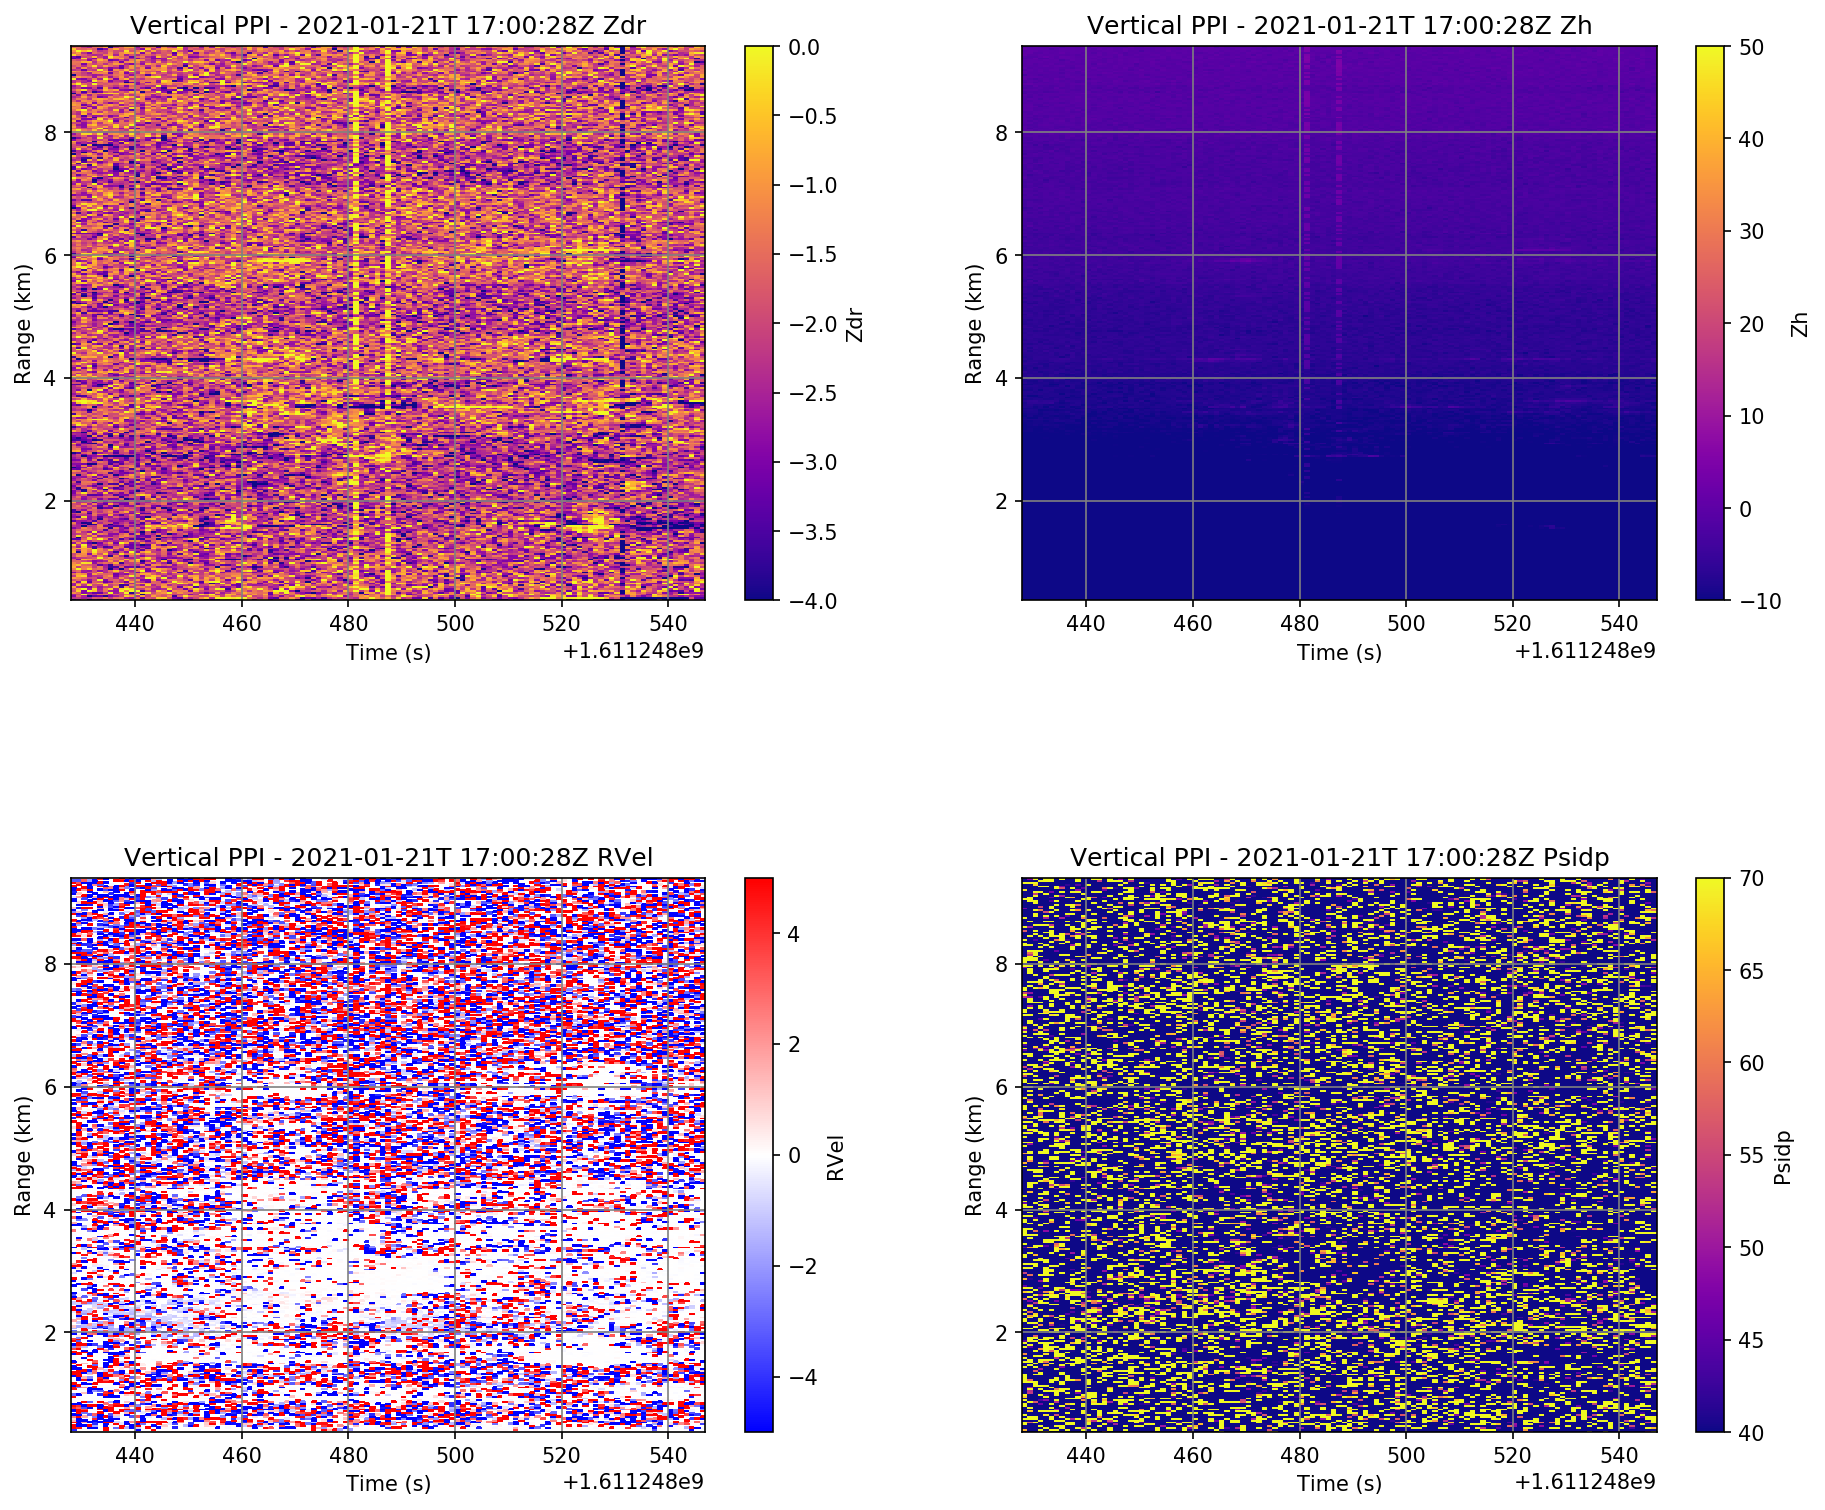 Vertical PPI - 2021-01-21T 17:00:28Z Zdr
Range (km)
8
6
4
2
440 460 480 500 520 540
Time (s)
+1.611248e9
0.0
−0.5
−1.0
−1.5
−2.0
−2.5
−3.0
−3.5
−4.0
Zdr
Vertical PPI - 2021-01-21T 17:00:28Z Zh
Range (km)
8
6
4
2
440 460 480 500 520 540
Time (s)
+1.611248e9
50
40
30
20
10
0
−10
Zh
Vertical PPI - 2021-01-21T 17:00:28Z RVel
Range (km)
8
6
4
2
440 460 480 500 520 540
Time (s)
+1.611248e9
4
2
0
−2
−4
RVel
Vertical PPI - 2021-01-21T 17:00:28Z Psidp
Range (km)
8
6
4
2
440 460 480 500 520 540
Time (s)
+1.611248e9
70
65
60
55
50
45
40
Psidp